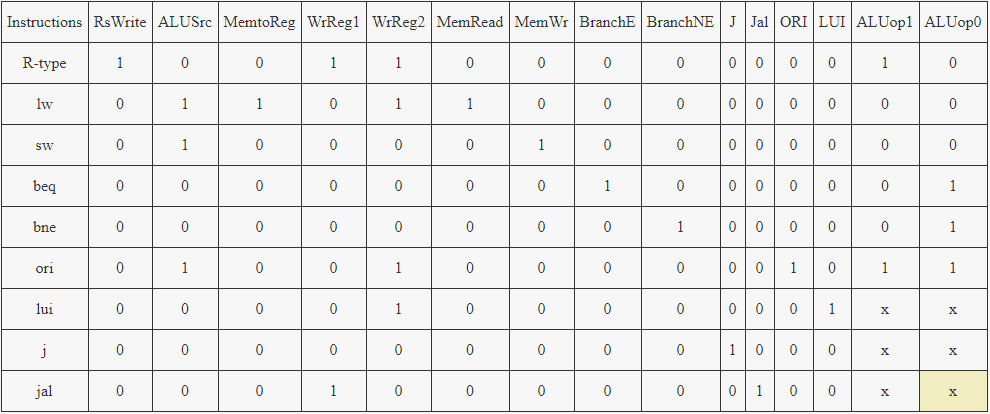 Instructions RsWrite ALUSrc MemtoReg WrReg1 WrReg2 MemRead MemWr BranchE BranchNE J Jal ORI LUI ALUop1 ALUop0
R-type 1 0 0 1 1 0 0 0 0 0 0 0 0 1 0
lw 0 1 1 0 1 1 0 0 0 0 0 0 0 0 0
sw 0 1 0 0 0 0 1 0 0 0 0 0 0 0 0
beq 0 0 0 0 0 0 0 1 0 0 0 0 0 0 1
bne 0 0 0 0 0 0 0 0 1 0 0 0 0 0 1
ori 0 1 0 0 1 0 0 0 0 0 0 1 0 1 1
lui 0 0 0 0 1 0 0 0 0 0 0 0 1 x x
j 0 0 0 0 0 0 0 0 0 1 0 0 0 x x
jal 0 0 0 1 0 0 0 0 0 0 1 0 0 x x